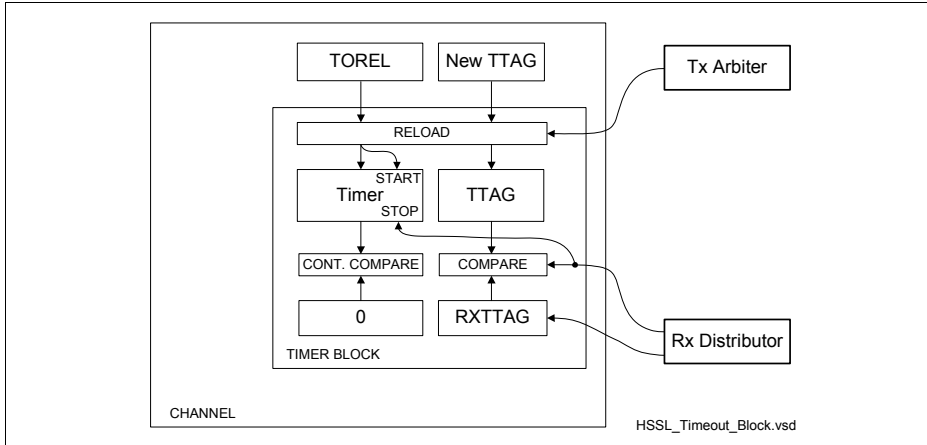 TOREL
New TTAG
Tx Arbiter
RELOAD
START
Timer
TTAG
STOP
CONT. COMPARE
COMPARE
0
RXTTAG
Rx Distributor
TIMER BLOCK
CHANNEL
HSSL_Timeout_Block.vsd